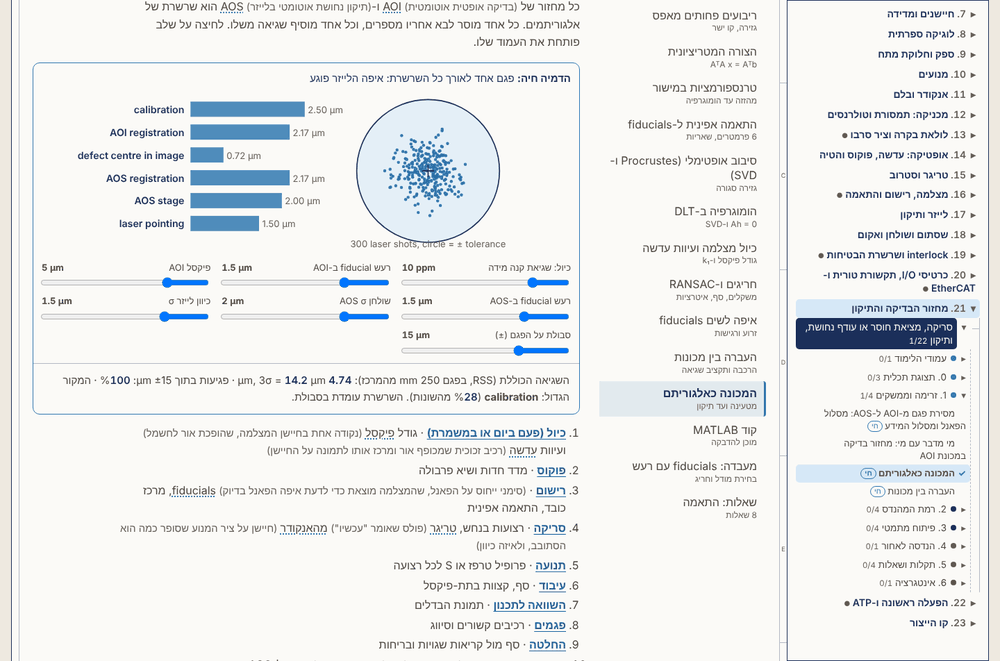 7. חיישנים ומדידה
8. לוגיקה ספרתית
9. ספק וחלוקת מתח
10. מנועים
11. אנקודר ובלם
12. מכניקה: תמסורת וטולרנסים
13. לולאת בקרה וציר סרבו
14. אופטיקה: עדשה, פוקוס והטיה
15. טריגר וסטרוב
16. מצלמה, רישום והתאמה
17. לייזר ותיקון
18. שסתום ושולחן ואקום
19. interlock ושרשרת הבטיחות
20. כרטיסי I/O, תקשורת טורית ו-
EtherCAT
21. מחזור הבדיקה והתיקון
סריקה, מציאת חוסר או עודף נחושת,
ותיקון 1/22
עמודי הלימוד 0/1
0. תצוגת תכלית 0/3
1. זרימה וממשקים 1/4
מסירת פגם מ-AOI ל-AOS: מסלול
הפאנל ומסלול המידע חי
מי מדבר עם מי: מחזור בדיקה
במכונת AOI
✓ המכונה כאלגוריתם חי
העברה בין מכונות חי
2. רמת המהנדס 0/4
3. פיתוח מתמטי 0/4
4. הנדסה לאחור 0/1
5. תקלות ושאלות 0/4
6. אינטגרציה 0/1
22. הפעלה ראשונה ו-ATP
23. קו הייצור
C
D
E
ריבועים פחותים מאפס
גזירה, קו ישר
הצורה המטריציונית
AᵀA x = Aᵀb
טרנספורמציות במישור
מהזזה עד הומוגרפיה
התאמה אפינית ל-fiducials
6 פרמטרים, שאריות
סיבוב אופטימלי (Procrustes ו-
SVD)
גזירה סגורה
הומוגרפיה ב-DLT
Ah = 0 ו-SVD
כיול מצלמה ועיוות עדשה
גודל פיקסל ו-k₁
חריגים ו-RANSAC
משקלים, סף, איטרציות
איפה לשים fiducials
זרוע ורגישות
העברה בין מכונות
הרכבה ותקציב שגיאה
המכונה כאלגוריתם
מטעינה ועד תיקון
קוד MATLAB
מוכן להדבקה
מעבדה: fiducials עם רעש
בחירת מודל וחריג
שאלות: התאמה
8 שאלות
כל מחזור של AOI (בדיקה אופטית אוטומטית) ו-AOS (תיקון נחושת אוטומטי בלייזר) הוא שרשרת של
אלגוריתמים. כל אחד מוסר לבא אחריו מספרים, וכל אחד מוסיף קצת שגיאה משלו. לחיצה על שלב
פותחת את העמוד שלו.
הדמיה חיה: פגם אחד לאורך כל השרשרת: איפה הלייזר פוגע
calibration 2.50 µm
AOI registration 2.17 µm
defect centre in image 0.72 µm
AOS registration 2.17 µm
AOS stage 2.00 µm
laser pointing 1.50 µm
300 laser shots, circle = ± tolerance
כיול: שגיאת קנה מידה 10 ppm
רעש fiducial ב-AOI 1.5 µm
פיקסל AOI 5 µm
רעש fiducial ב-AOS 1.5 µm
שולחן AOS σ 2 µm
כיוון לייזר σ 1.5 µm
סבולת על הפגם (±) 15 µm
השגיאה הכוללת (RSS, בפגם 250 mm מהמרכז): 4.74 µm, 3σ = 14.2 µm · פגיעות בתוך ±15 µm: 100% · המקור
הגדול: calibration (28% מהשונות). השרשרת עומדת בסבולת.
1. כיול (פעם ביום או במשמרת) · גודל פיקסל (נקודה אחת בחיישן המצלמה, שהופכת אור לחשמל)
ועיוות עדשה (רכיב זכוכית שמכופף אור ומרכז אותו לתמונה על החיישן)
2. פוקוס · מדד חדות ושיא פרבולה
3. רישום · fiducials (סימני ייחוס על הפאנל, שהמצלמה מוצאת כדי לדעת איפה הפאנל בדיוק), מרכז
כובד, התאמה אפינית
4. סריקה · רצועות בנחש, טריגר (פולס שאומר "עכשיו") מהאנקודר (חיישן על ציר המנוע שסופר כמה הוא
הסתובב, ולאיזה כיוון)
5. תנועה · פרופיל טרפז או S לכל רצועה
6. עיבוד · סף, קצוות בתת-פיקסל
7. השוואה לתכנון · תמונת הבדלים
8. פגמים · רכיבים קשורים וסיווג
9. החלטה · סף מול קריאות שגויות ובריחות